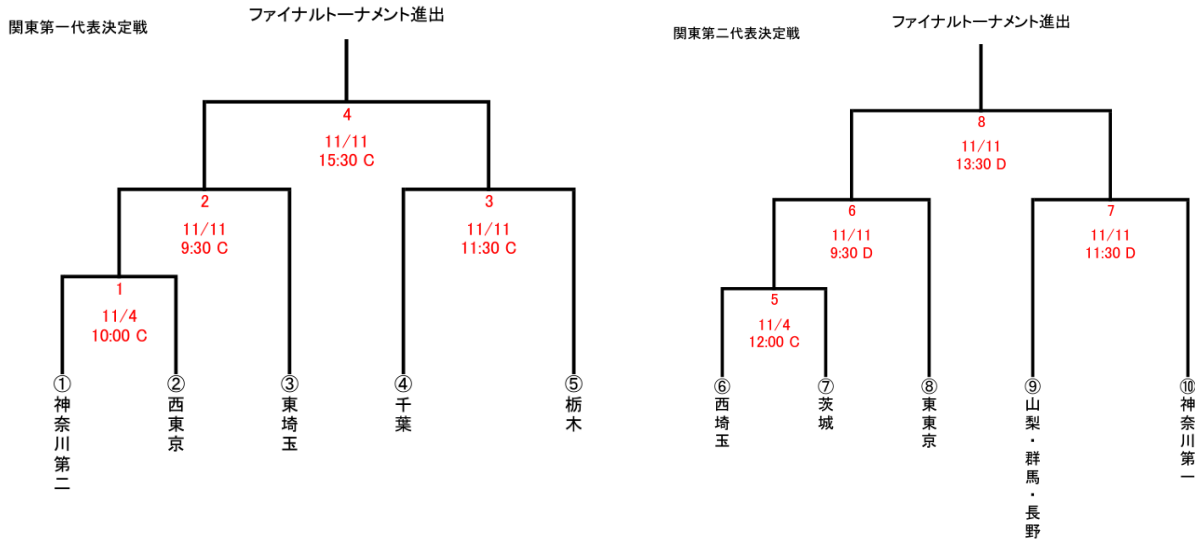 関東第一代表決定戦
ファイナルトーナメント進出
4
11/11
15:30 C
2
11/11
9:30 C
3
11/11
11:30 C
1
11/4
10:00 C
①神奈川第二
②西東京
③東埼玉
④千葉
⑤栃木
関東第二代表決定戦
ファイナルトーナメント進出
8
11/11
13:30 D
6
11/11
9:30 D
7
11/11
11:30 D
5
11/4
12:00 C
⑥西埼玉
⑦茨城
⑧東東京
⑨山梨・群馬・長野
⑩神奈川第一